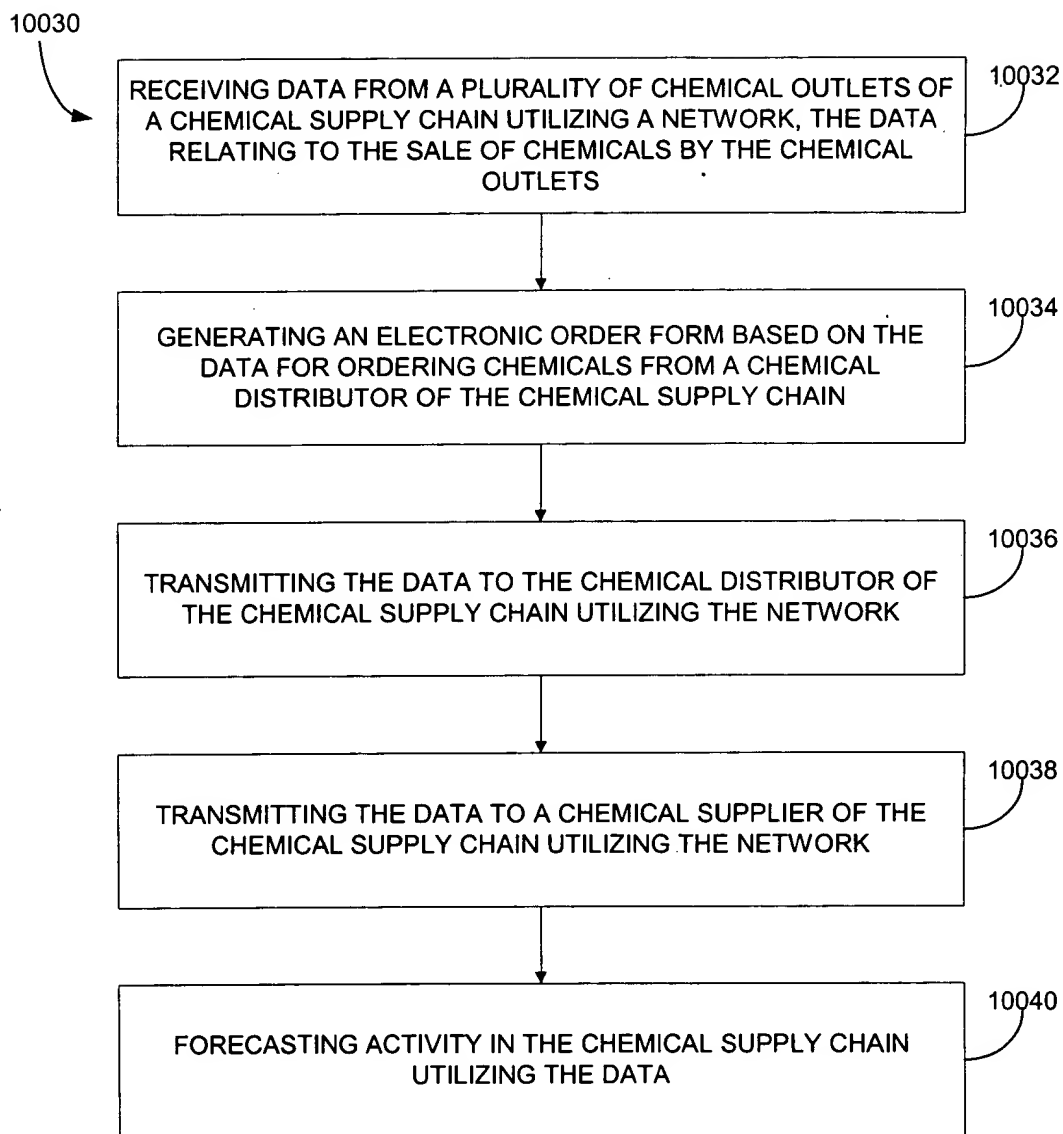 10030
RECEIVING DATA FROM A PLURALITY OF CHEMICAL OUTLETS OF
A CHEMICAL SUPPLY CHAIN UTILIZING A NETWORK, THE DATA
RELATING TO THE SALE OF CHEMICALS BY THE CHEMICAL
OUTLETS
10032
GENERATING AN ELECTRONIC ORDER FORM BASED ON THE
DATA FOR ORDERING CHEMICALS FROM A CHEMICAL
DISTRIBUTOR OF THE CHEMICAL SUPPLY CHAIN
10034
TRANSMITTING THE DATA TO THE CHEMICAL DISTRIBUTOR OF
THE CHEMICAL SUPPLY CHAIN UTILIZING THE NETWORK
10036
TRANSMITTING THE DATA TO A CHEMICAL SUPPLIER OF THE
CHEMICAL SUPPLY CHAIN UTILIZING THE NETWORK
10038
FORECASTING ACTIVITY IN THE CHEMICAL SUPPLY CHAIN
UTILIZING THE DATA
10040